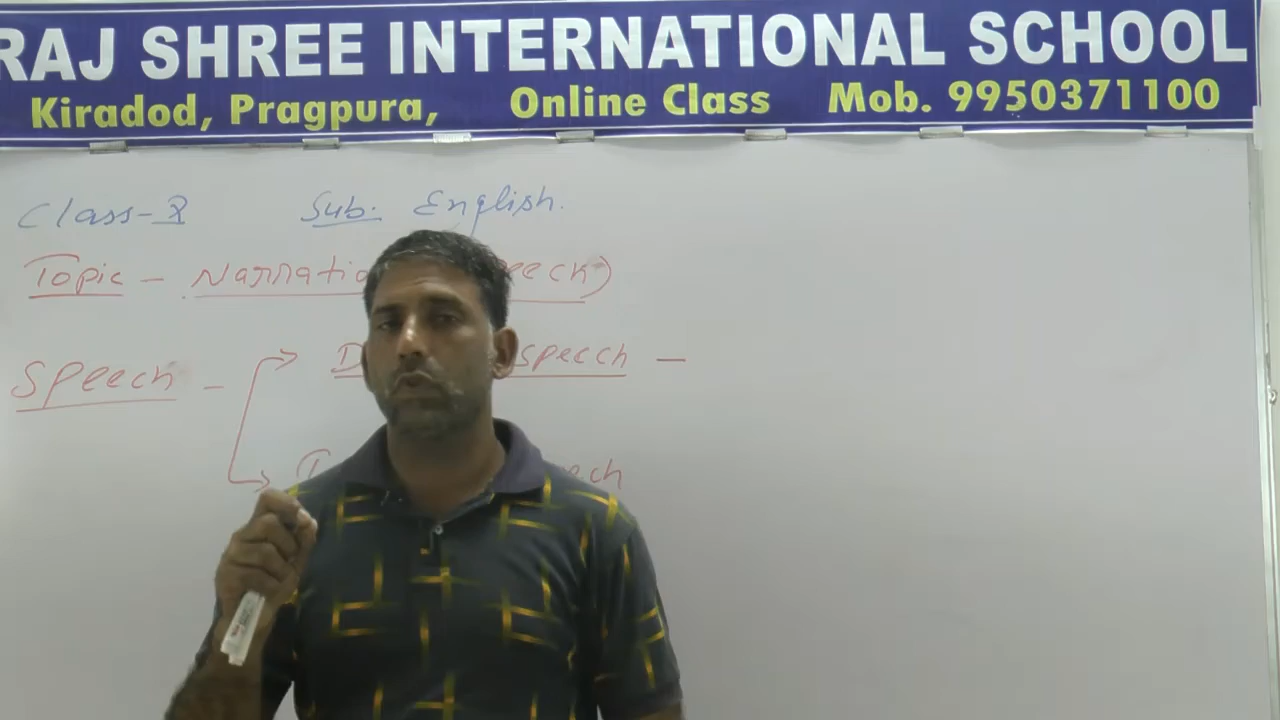 RAJ SHREE INTERNATIONAL SCHOOL
Kiradod, Pragpura, Online Class Mob. 9950371100
Class-X Sub. English.
Topic -
Speech - speech -